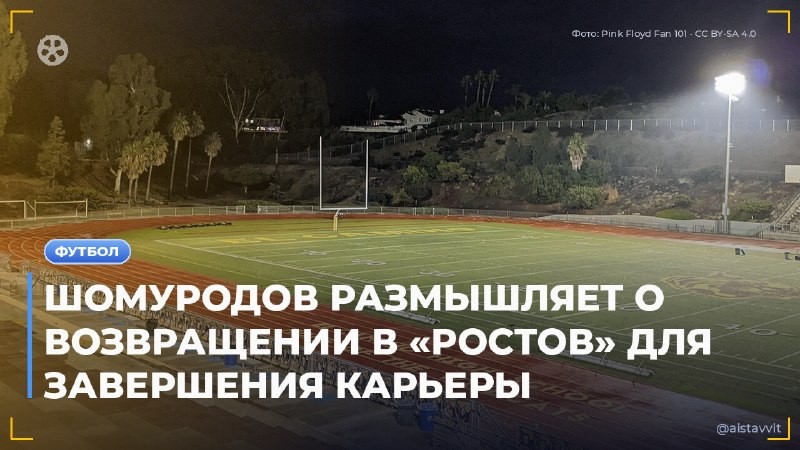 Фото: Pink Floyd Fan 101 · CC BY-SA 4.0
ФУТБОЛ
ШОМУРОДОВ РАЗМЫШЛЯЕТ О
ВОЗВРАЩЕНИИ В «РОСТОВ» ДЛЯ
ЗАВЕРШЕНИЯ КАРЬЕРЫ
@aistavvit